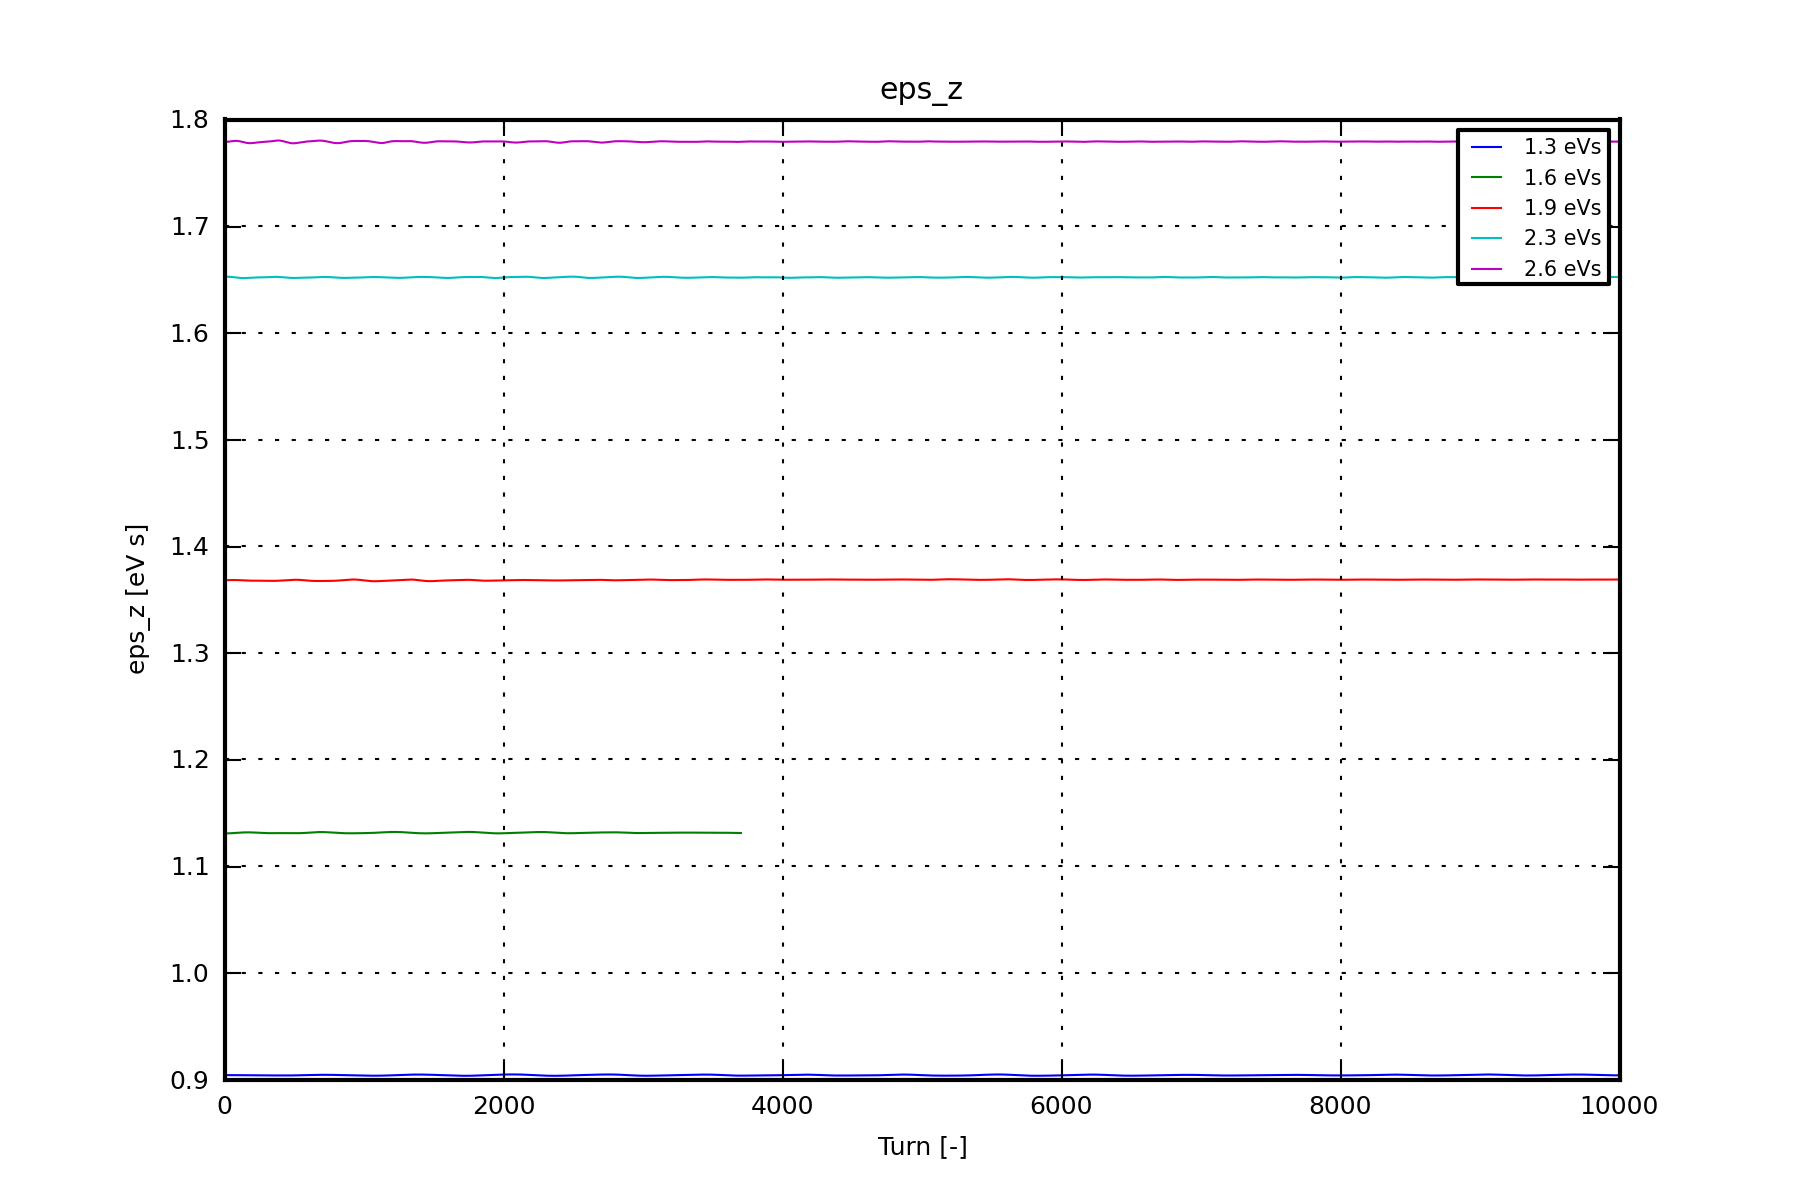 eps_z
1.8
1.7
1.6
1.5
1.4
1.3
1.2
1.1
1.0
0.9
eps_z [eV s]
1.3 eVs
1.6 eVs
1.9 eVs
2.3 eVs
2.6 eVs
0 2000 4000 6000 8000 10000
Turn [-]